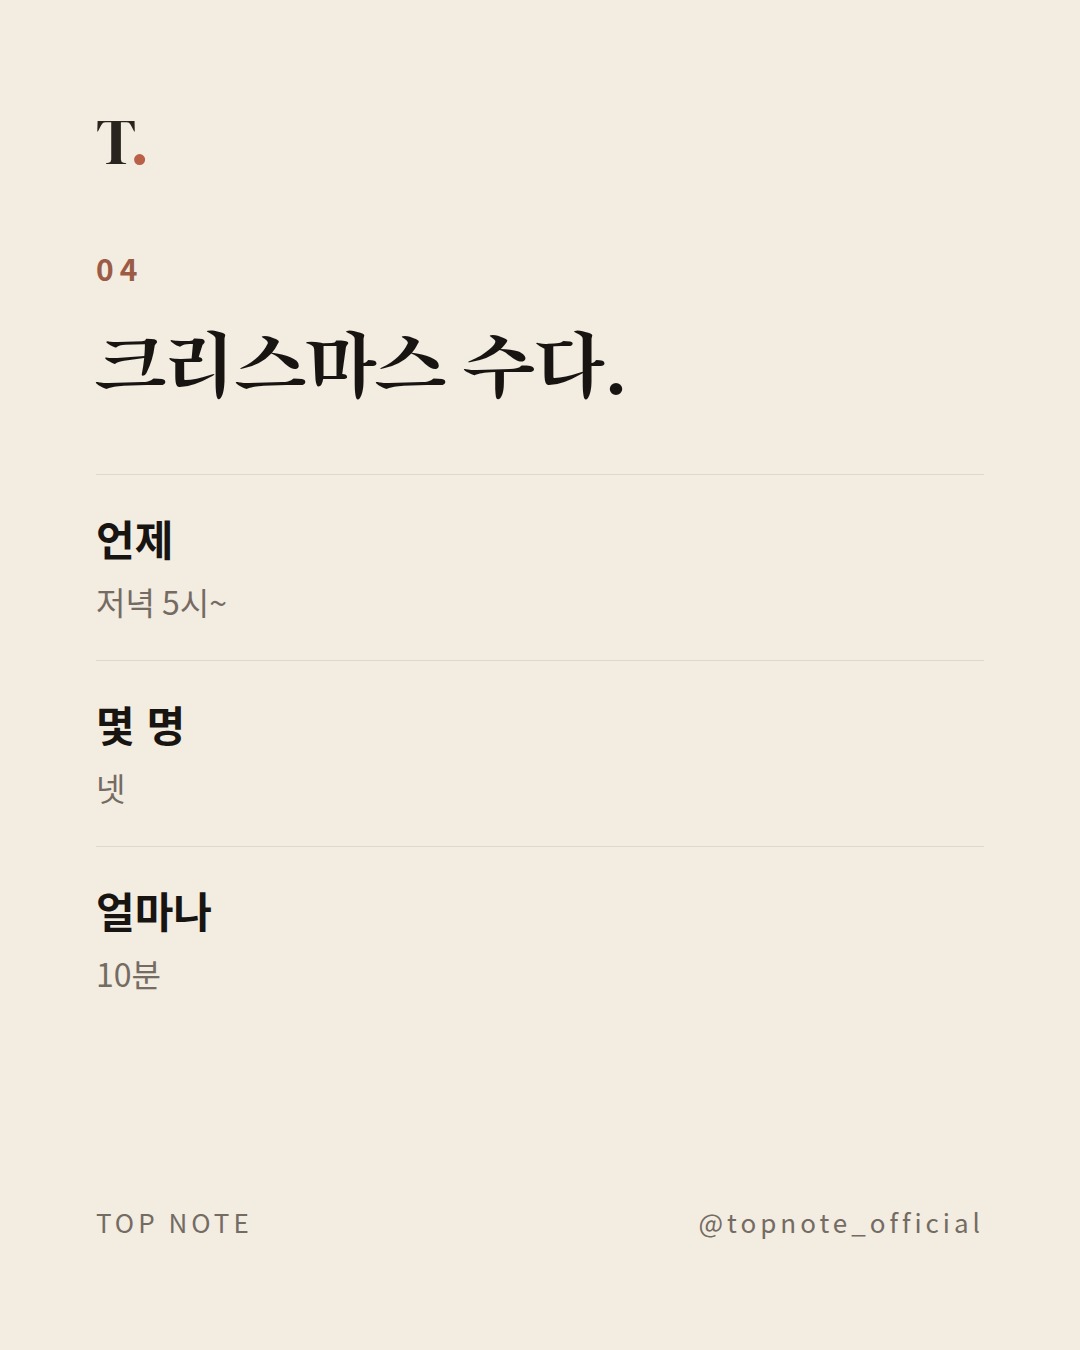 T.
04
크리스마스 수다.
언제
저녁 5시~
몇 명
넷
얼마나
10분
TOP NOTE
@topnote_official